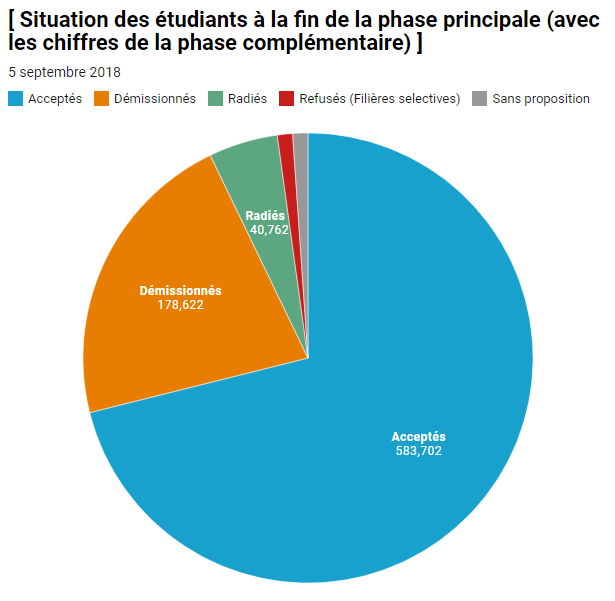 [ Situation des étudiants à la fin de la phase principale (avec
les chiffres de la phase complémentaire) ]
5 septembre 2018
Acceptés Démissionnés Radiés Refusés (Filières selectives) Sans proposition
Radiés
40,762
Démissionnés
178,622
Acceptés
583,702